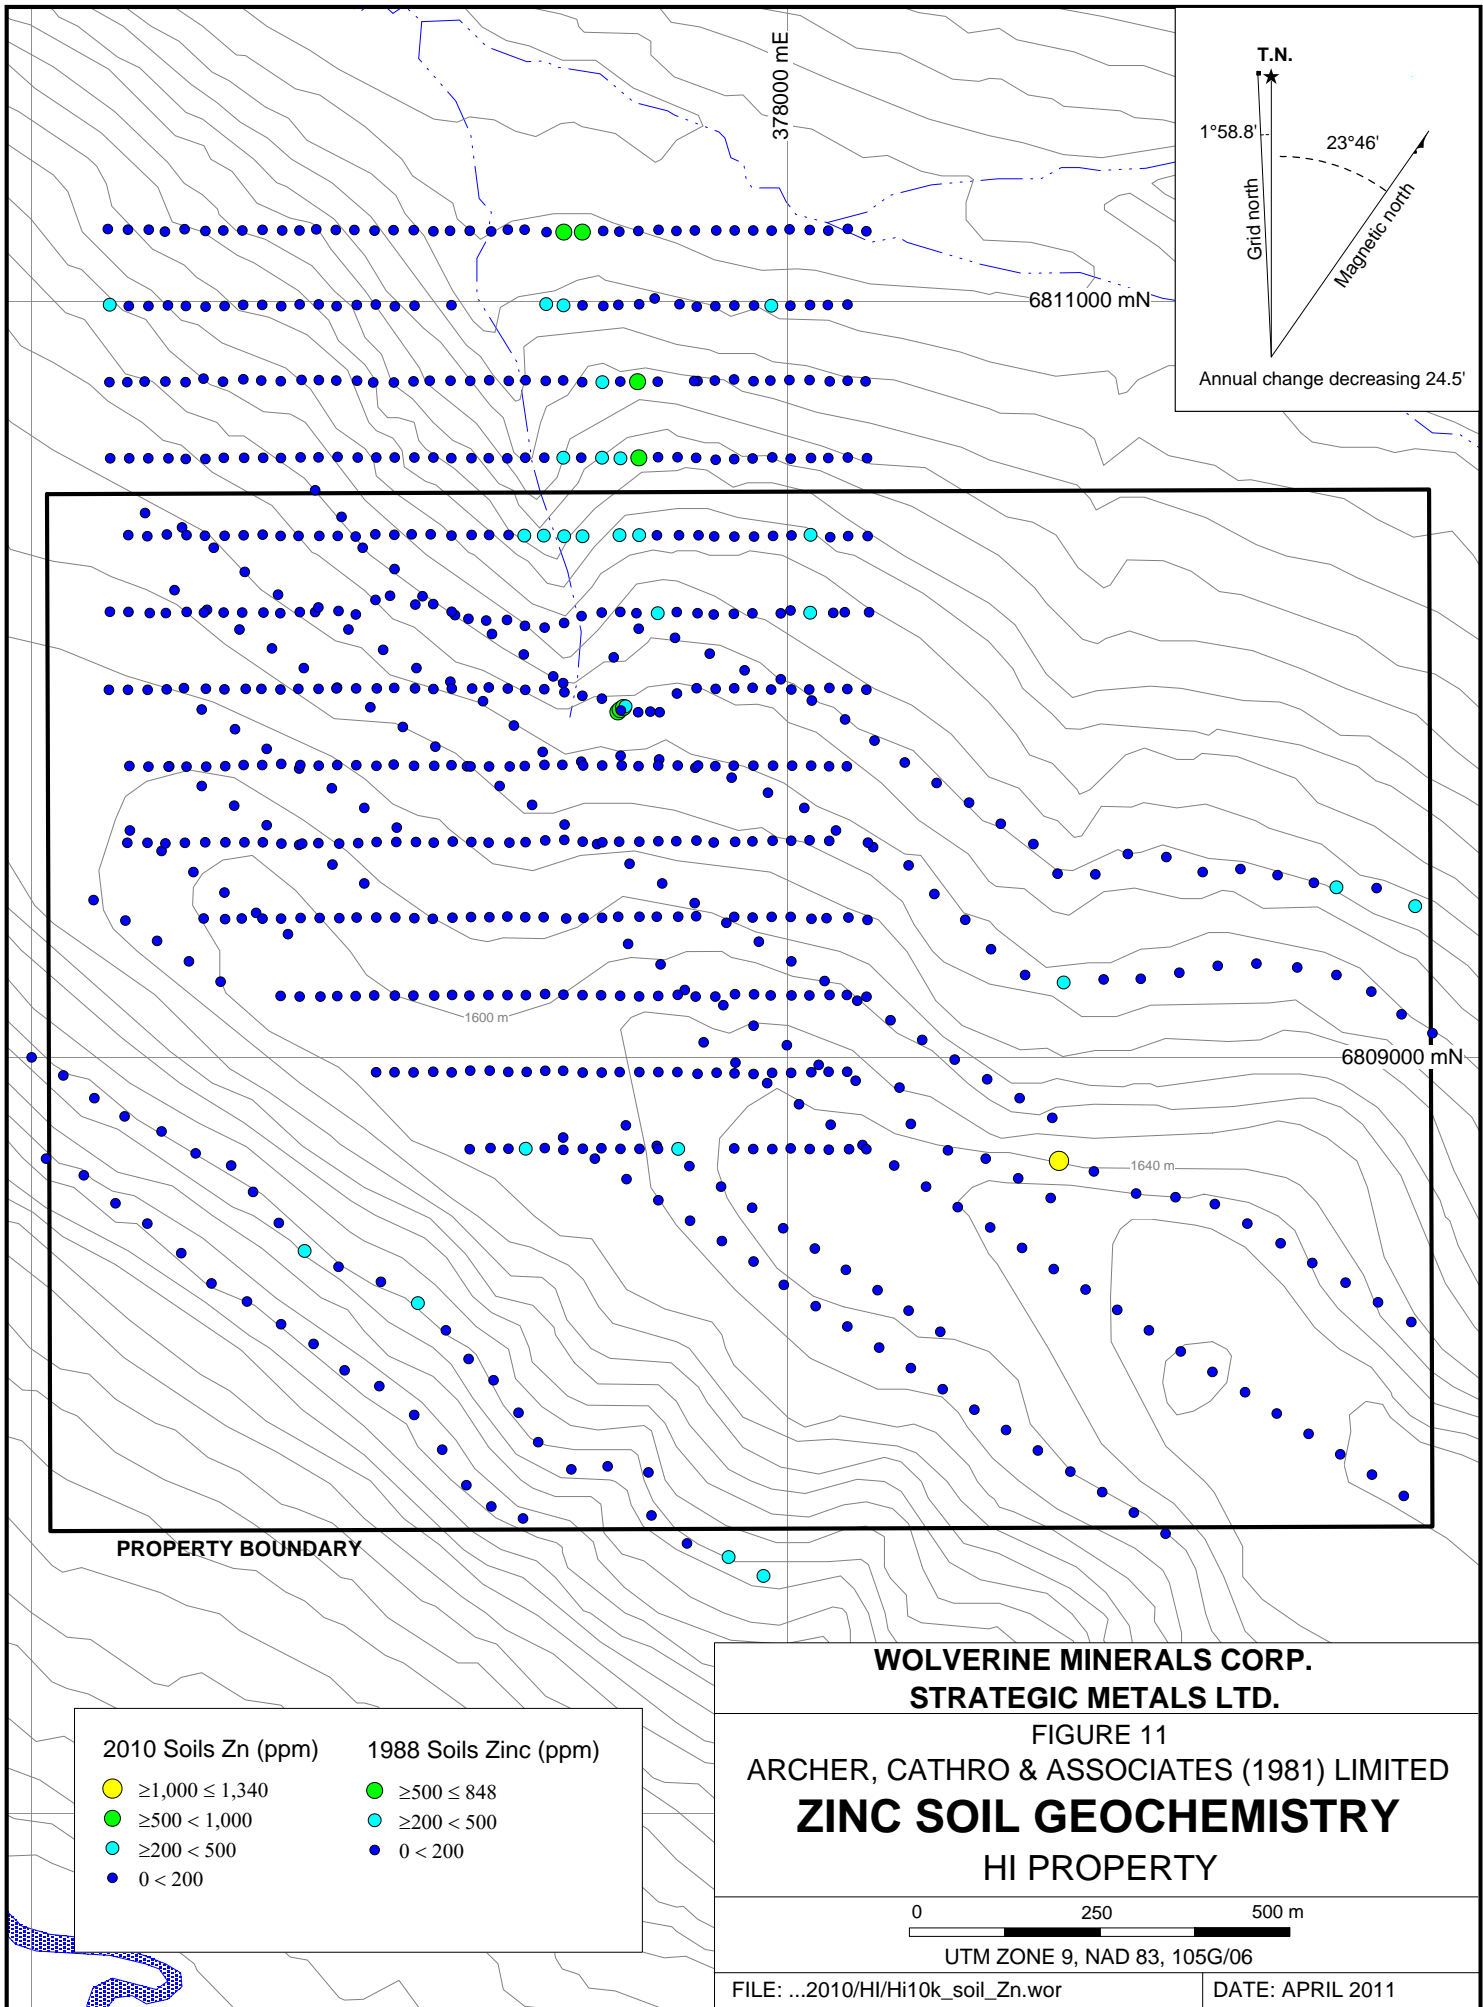 378000 mE
T.N.
1°58.8'
23°46'
Grid north
Magnetic north
Annual change decreasing 24.5'
6811000 mN
1600 m
6809000 mN
1640 m
PROPERTY BOUNDARY
WOLVERINE MINERALS CORP.
STRATEGIC METALS LTD.
FIGURE 11
ARCHER, CATHRO & ASSOCIATES (1981) LIMITED
ZINC SOIL GEOCHEMISTRY
HI PROPERTY
0 250 500 m
UTM ZONE 9, NAD 83, 105G/06
FILE: ...2010/HI/Hi10k_soil_Zn.wor
DATE: APRIL 2011
2010 Soils Zn (ppm)
≥1,000 ≤ 1,340
≥500 < 1,000
≥200 < 500
0 < 200
1988 Soils Zinc (ppm)
≥500 ≤ 848
≥200 < 500
0 < 200